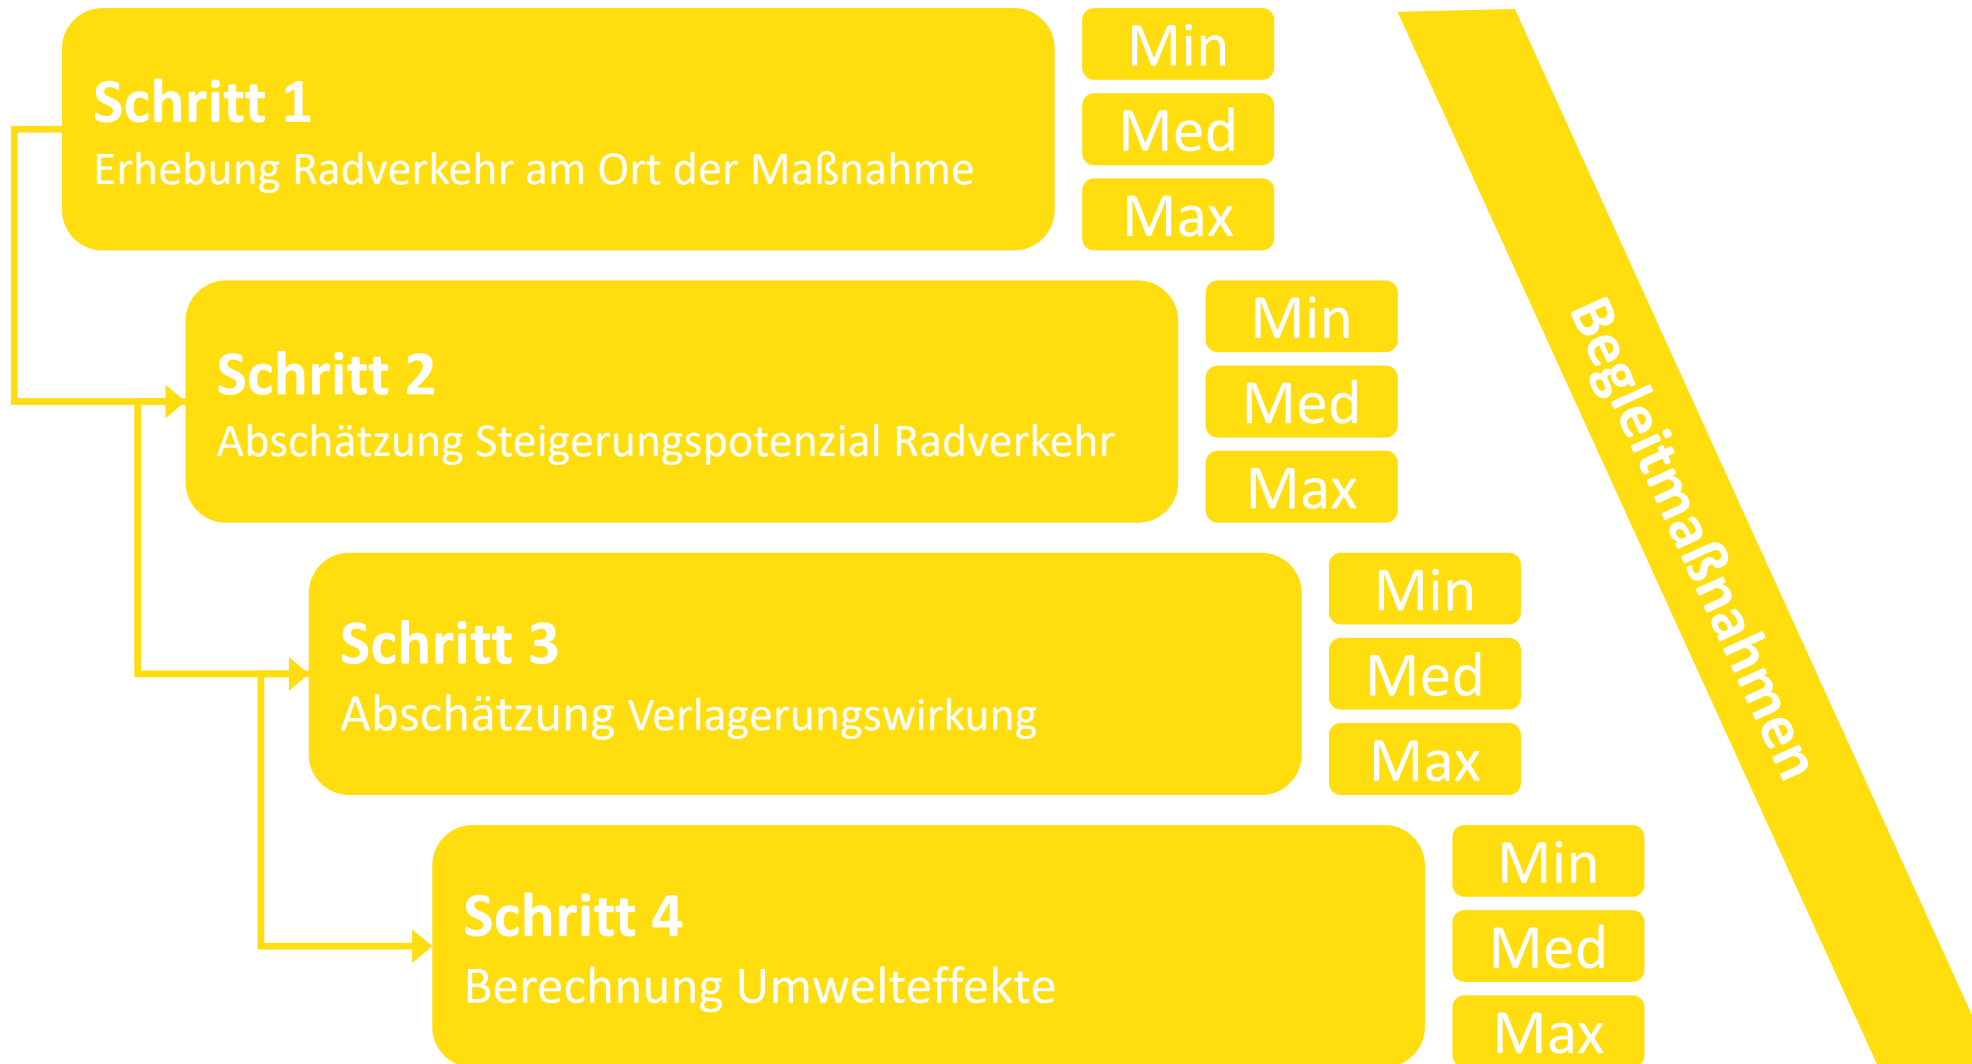 Schritt 1
Erhebung Radverkehr am Ort der Maßnahme
Min
Med
Max
Schritt 2
Abschätzung Steigerungspotenzial Radverkehr
Min
Med
Max
Schritt 3
Abschätzung Verlagerungswirkung
Min
Med
Max
Schritt 4
Berechnung Umwelteffekte
Min
Med
Max
Begleitmaßnahmen